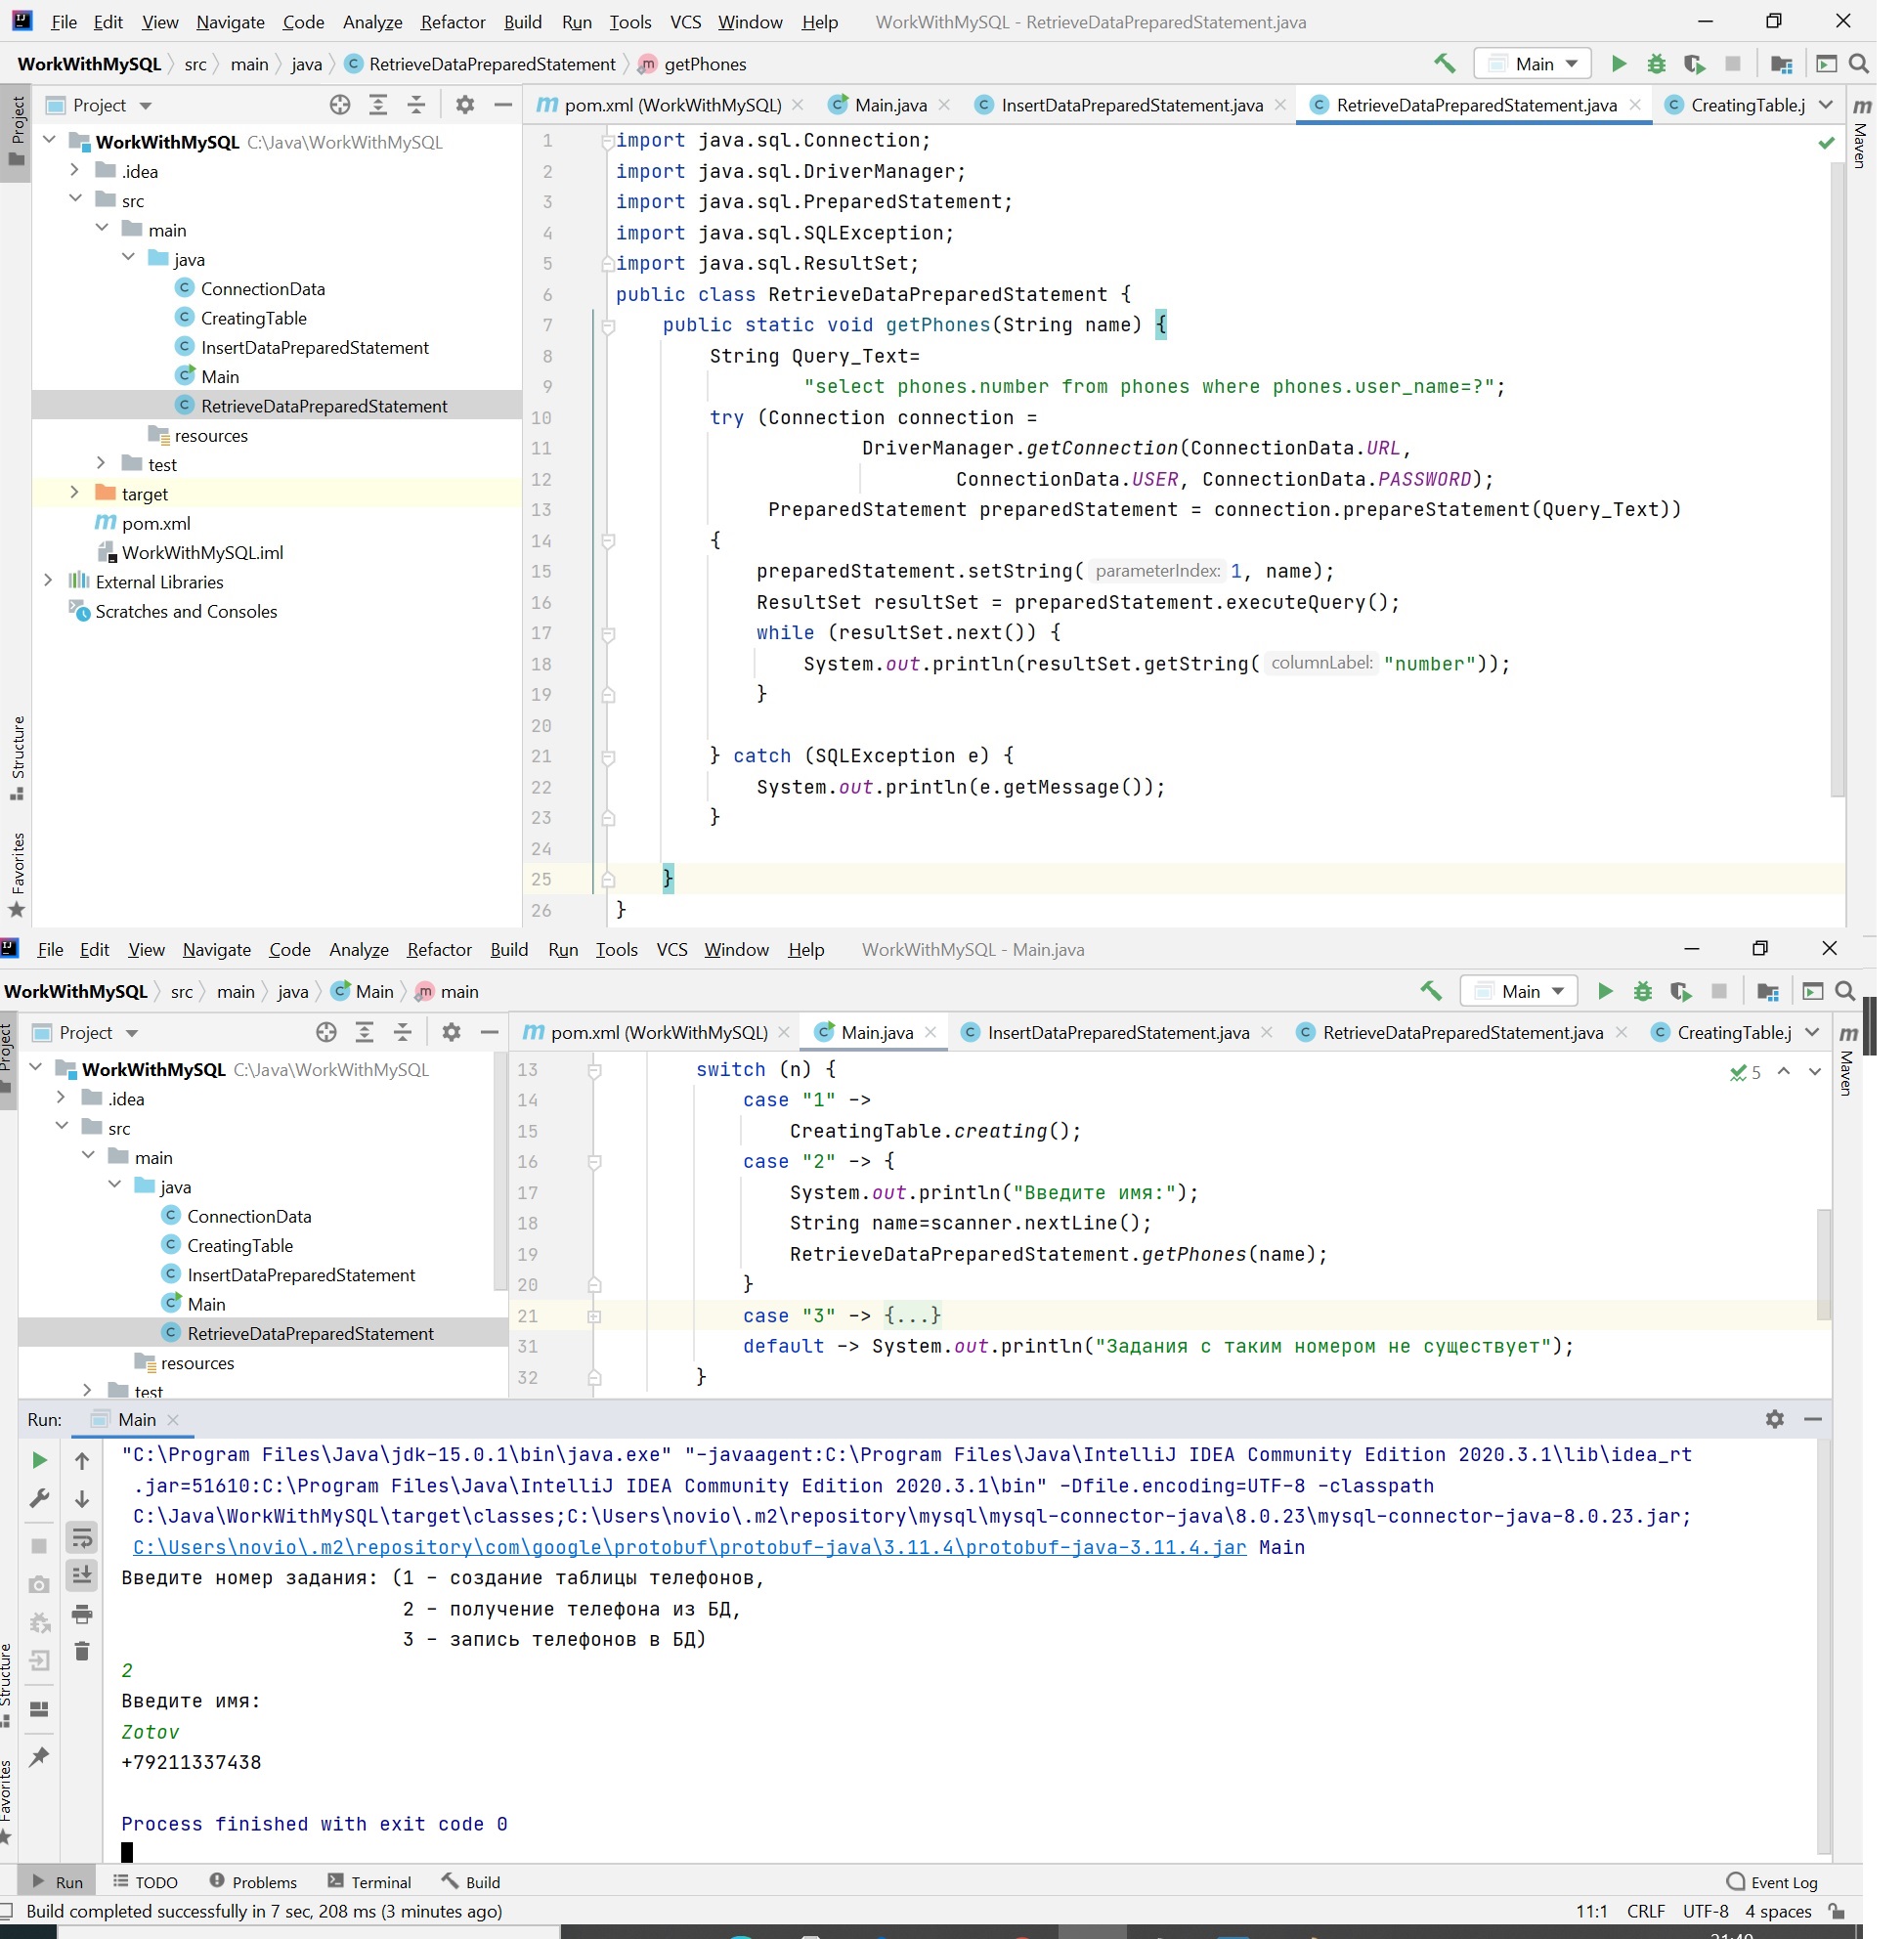 File Edit View Navigate Code Analyze Refactor Build Run Tools VCS Window Help WorkWithMySQL - RetrieveDataPreparedStatement.java
WorkWithMySQL src main java RetrieveDataPreparedStatement getPhones Main
Project
Project
pom.xml (WorkWithMySQL) Main.java InsertDataPreparedStatement.java RetrieveDataPreparedStatement.java CreatingTable.j
Maven
WorkWithMySQL C:\Java\WorkWithMySQL
.idea
src
main
java
ConnectionData
CreatingTable
InsertDataPreparedStatement
Main
RetrieveDataPreparedStatement
resources
test
target
pom.xml
WorkWithMySQL.iml
External Libraries
Scratches and Consoles
Structure
Favorites
1 import java.sql.Connection;
2 import java.sql.DriverManager;
3 import java.sql.PreparedStatement;
4 import java.sql.SQLException;
5 import java.sql.ResultSet;
6 public class RetrieveDataPreparedStatement {
7 public static void getPhones(String name) {
8 String Query_Text=
9 "select phones.number from phones where phones.user_name=?";
10 try (Connection connection =
11 DriverManager.getConnection(ConnectionData.URL,
12 ConnectionData.USER, ConnectionData.PASSWORD);
13 PreparedStatement preparedStatement = connection.prepareStatement(Query_Text))
14 {
15 preparedStatement.setString( parameterIndex: 1, name);
16 ResultSet resultSet = preparedStatement.executeQuery();
17 while (resultSet.next()) {
18 System.out.println(resultSet.getString( columnLabel: "number"));
19 }
20
21 } catch (SQLException e) {
22 System.out.println(e.getMessage());
23 }
24
25 }
26 }
File Edit View Navigate Code Analyze Refactor Build Run Tools VCS Window Help WorkWithMySQL - Main.java
WorkWithMySQL src main java Main main Main
Project
Project
pom.xml (WorkWithMySQL) Main.java InsertDataPreparedStatement.java RetrieveDataPreparedStatement.java CreatingTable.j
Maven
WorkWithMySQL C:\Java\WorkWithMySQL
.idea
src
main
java
ConnectionData
CreatingTable
InsertDataPreparedStatement
Main
RetrieveDataPreparedStatement
resources
test
5
13 switch (n) {
14 case "1" ->
15 CreatingTable.creating();
16 case "2" -> {
17 System.out.println("Введите имя:");
18 String name=scanner.nextLine();
19 RetrieveDataPreparedStatement.getPhones(name);
20 }
21 case "3" -> {...}
31 default -> System.out.println("Задания с таким номером не существует");
32 }
Run: Main
"C:\Program Files\Java\jdk-15.0.1\bin\java.exe" "-javaagent:C:\Program Files\Java\IntelliJ IDEA Community Edition 2020.3.1\lib\idea_rt
.jar=51610:C:\Program Files\Java\IntelliJ IDEA Community Edition 2020.3.1\bin" -Dfile.encoding=UTF-8 -classpath
C:\Java\WorkWithMySQL\target\classes;C:\Users\novio\.m2\repository\mysql\mysql-connector-java\8.0.23\mysql-connector-java-8.0.23.jar;
C:\Users\novio\.m2\repository\com\google\protobuf\protobuf-java\3.11.4\protobuf-java-3.11.4.jar Main
Введите номер задания: (1 - создание таблицы телефонов,
2 - получение телефона из БД,
3 - запись телефонов в БД)
2
Введите имя:
Zotov
+79211337438
Process finished with exit code 0
Structure
Favorites
Run TODO Problems Terminal Build Event Log
Build completed successfully in 7 sec, 208 ms (3 minutes ago) 11:1 CRLF UTF-8 4 spaces